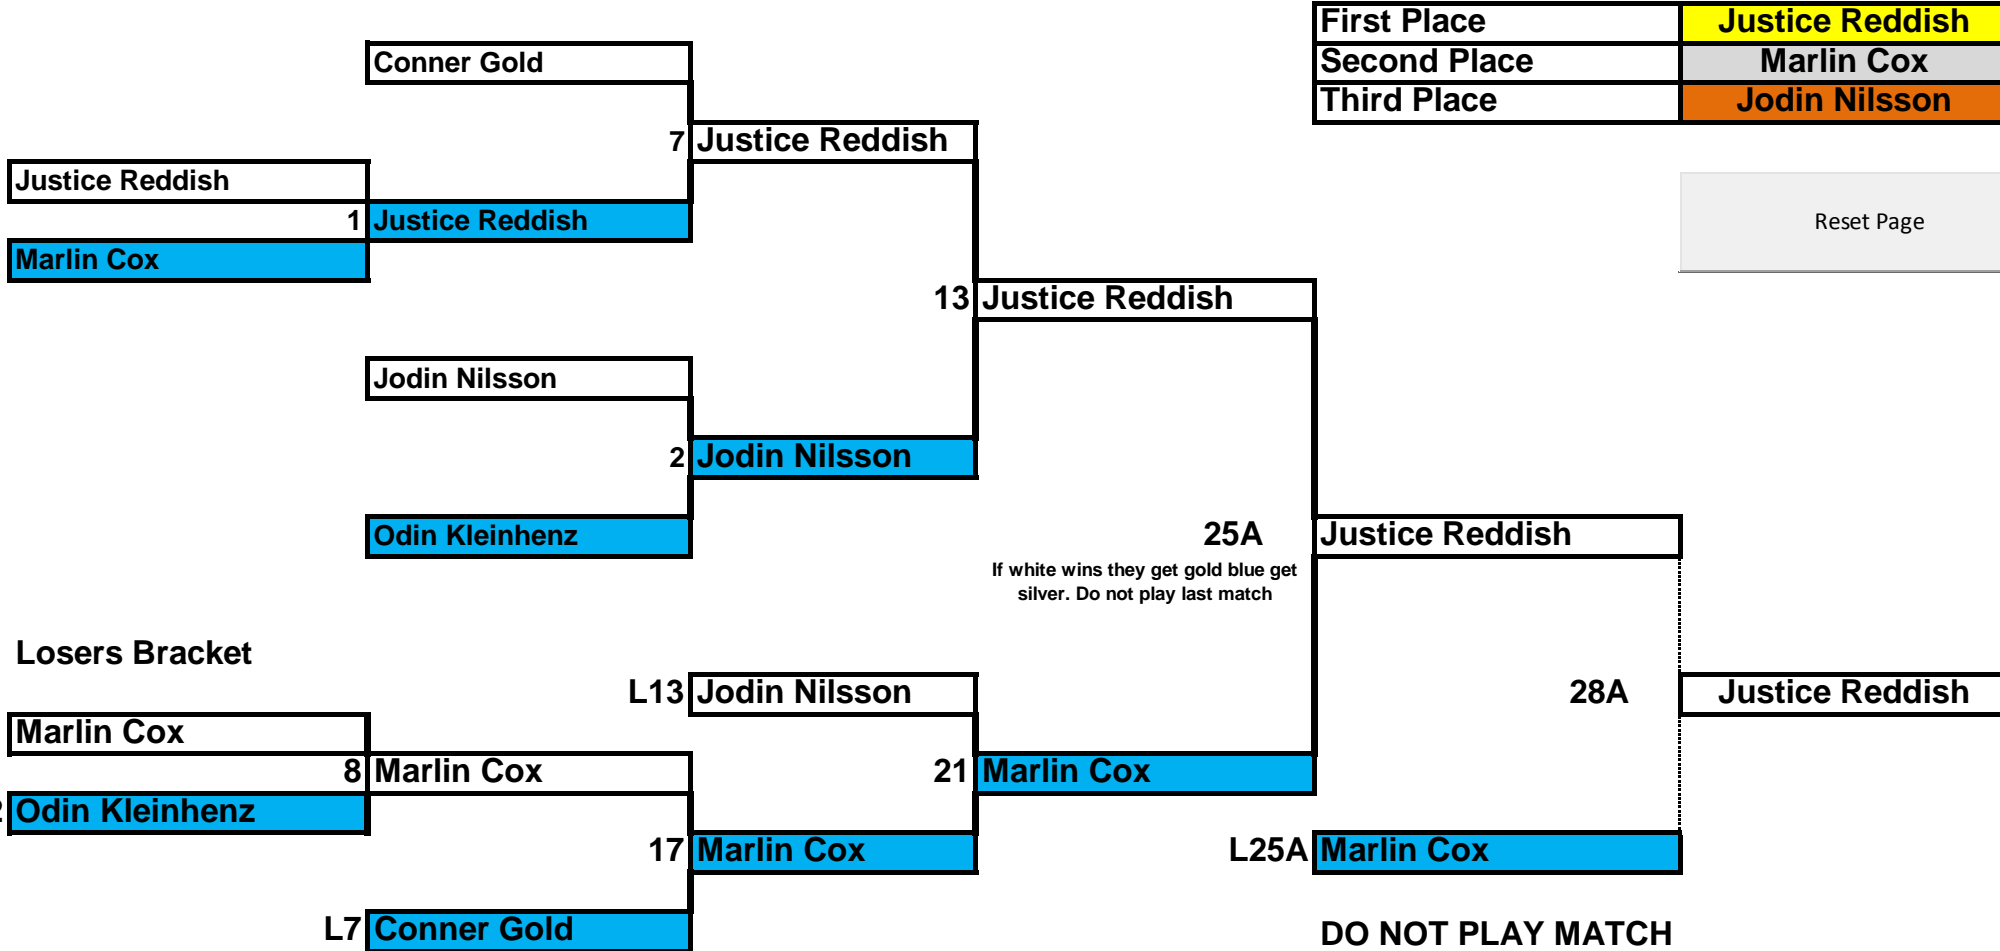 First Place Justice Reddish
Conner Gold Second Place Marlin Cox
Third Place Jodin Nilsson
7 Justice Reddish
Justice Reddish
1 Justice Reddish Reset Page
Marlin Cox
13 Justice Reddish
Jodin Nilsson
2 Jodin Nilsson
Odin Kleinhenz 25A Justice Reddish
If white wins they get gold blue get
silver. Do not play last match
Losers Bracket
L13 Jodin Nilsson 28A Justice Reddish
Marlin Cox
8 Marlin Cox 21 Marlin Cox
2 Odin Kleinhenz
17 Marlin Cox L25A Marlin Cox
L7 Conner Gold DO NOT PLAY MATCH